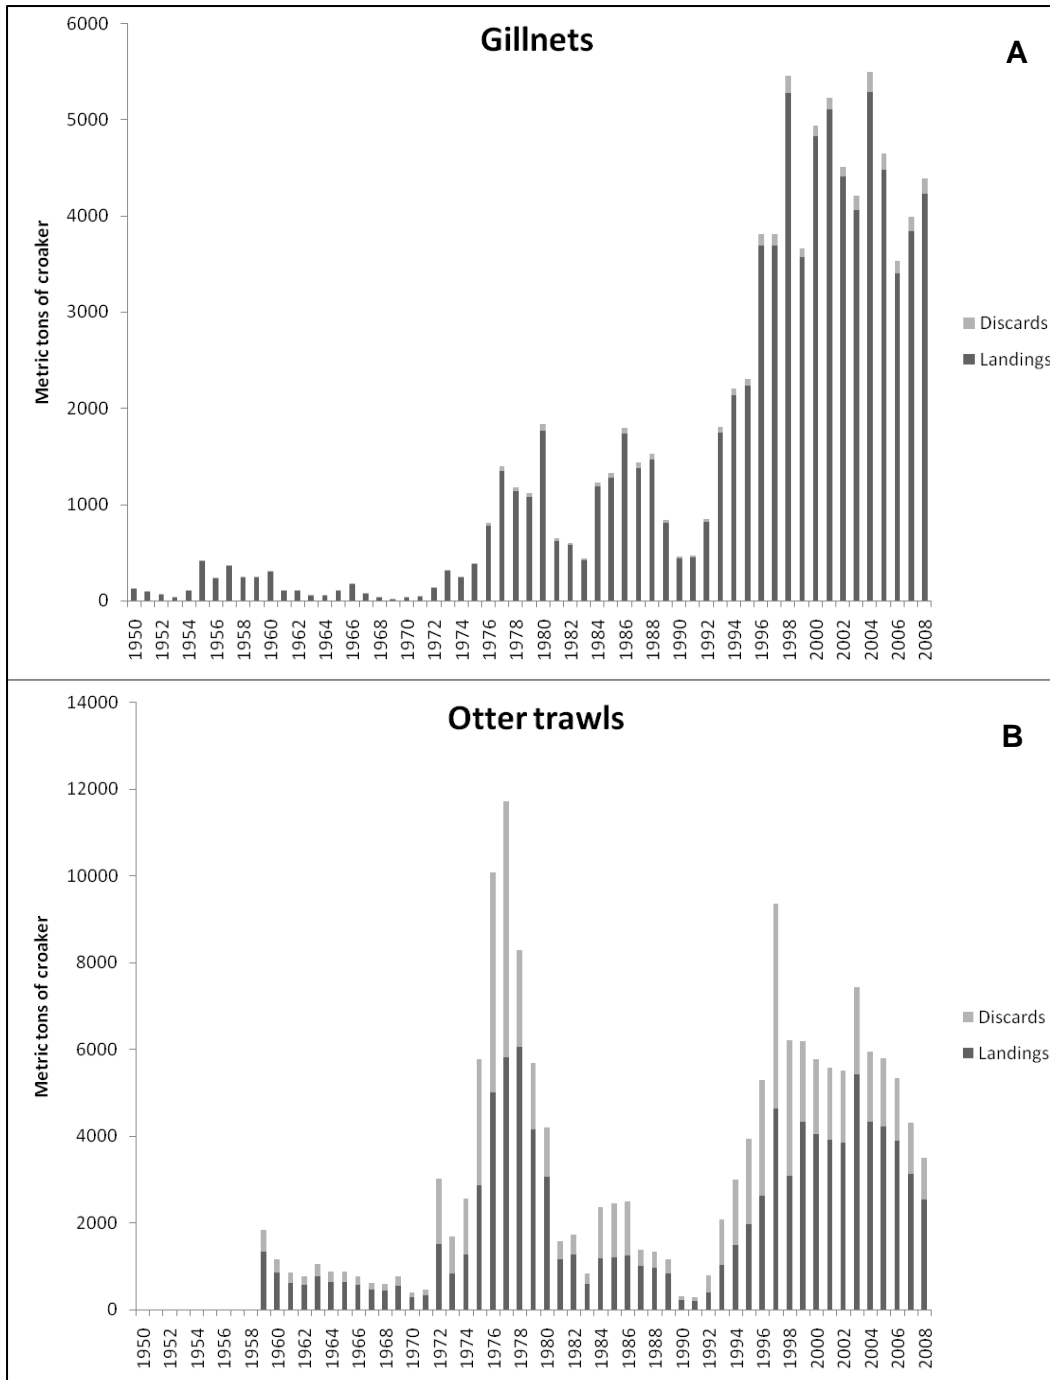 Gillnets
A
6000
5000
4000
3000
2000
1000
0
Metric tons of croaker
Discards
Landings
1950 1952 1954 1956 1958 1960 1962 1964 1966 1968 1970 1972 1974 1976 1978 1980 1982 1984 1986 1988 1990 1992 1994 1996 1998 2000 2002 2004 2006 2008
Otter trawls
B
14000
12000
10000
8000
6000
4000
2000
0
Metric tons of croaker
Discards
Landings
1950 1952 1954 1956 1958 1960 1962 1964 1966 1968 1970 1972 1974 1976 1978 1980 1982 1984 1986 1988 1990 1992 1994 1996 1998 2000 2002 2004 2006 2008